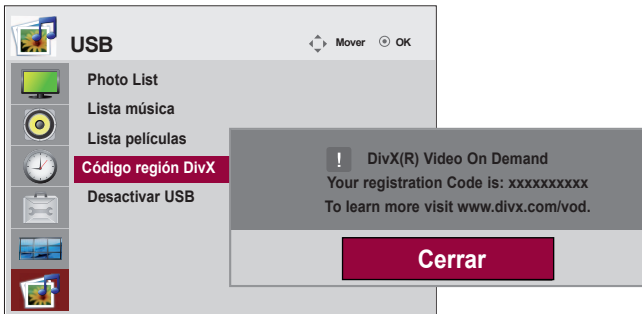 USB
Mover OK
Photo List
Lista música
Lista películas
Código región DivX
Desactivar USB
! DivX(R) Video On Demand
Your registration Code is: xxxxxxxxxx
To learn more visit www.divx.com/vod.
Cerrar